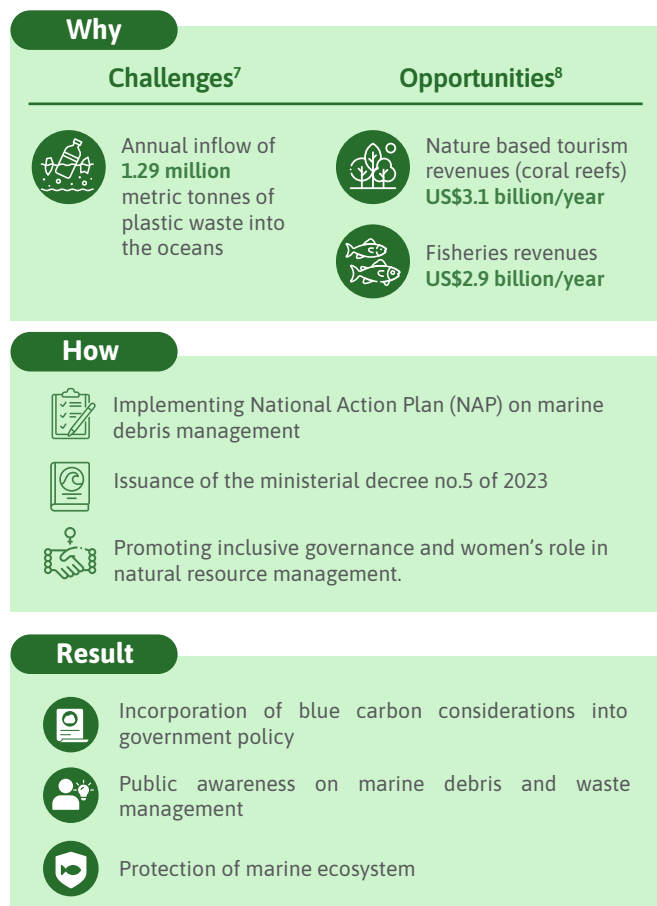 Why
Challenges7
Opportunities8
Annual inflow of
1.29 million
metric tonnes of
plastic waste into
the oceans
Nature based tourism
revenues (coral reefs)
US$3.1 billion/year
Fisheries revenues
US$2.9 billion/year
How
Implementing National Action Plan (NAP) on marine
debris management
Issuance of the ministerial decree no.5 of 2023
Promoting inclusive governance and women’s role in
natural resource management.
Result
Incorporation of blue carbon considerations into
government policy
Public awareness on marine debris and waste
management
Protection of marine ecosystem